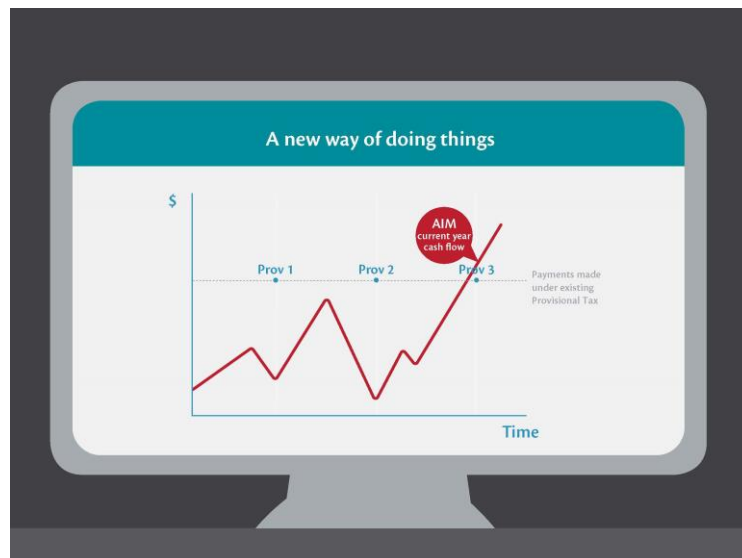 A new way of doing things
$
AIM
current year
cash flow
Prov 1
Prov 2
Prov 3
Payments made
under existing
Provisional Tax
Time